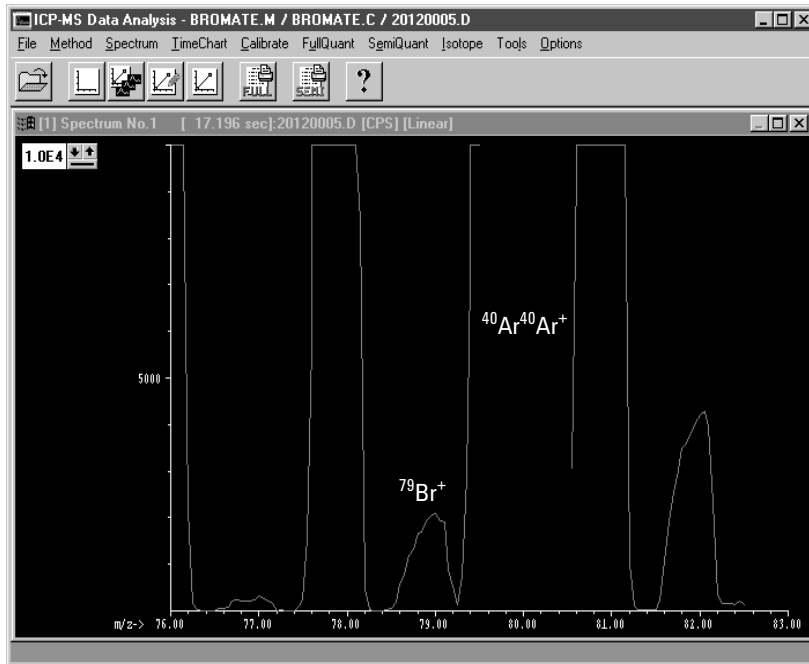 ICP-MS Data Analysis - BROMATE.M / BROMATE.C / 20120005.D
File Method Spectrum TimeChart Calibrate FullQuant SemiQuant Isotope Tools Options
FULL SEMI ?
[1] Spectrum No.1 [ 17.196 sec]:20120005.D [CPS] [Linear]
1.0E4
⁴⁰Ar⁴⁰Ar⁺
5000
⁷⁹Br⁺
m/z-> 76.00 77.00 78.00 79.00 80.00 81.00 82.00 83.00